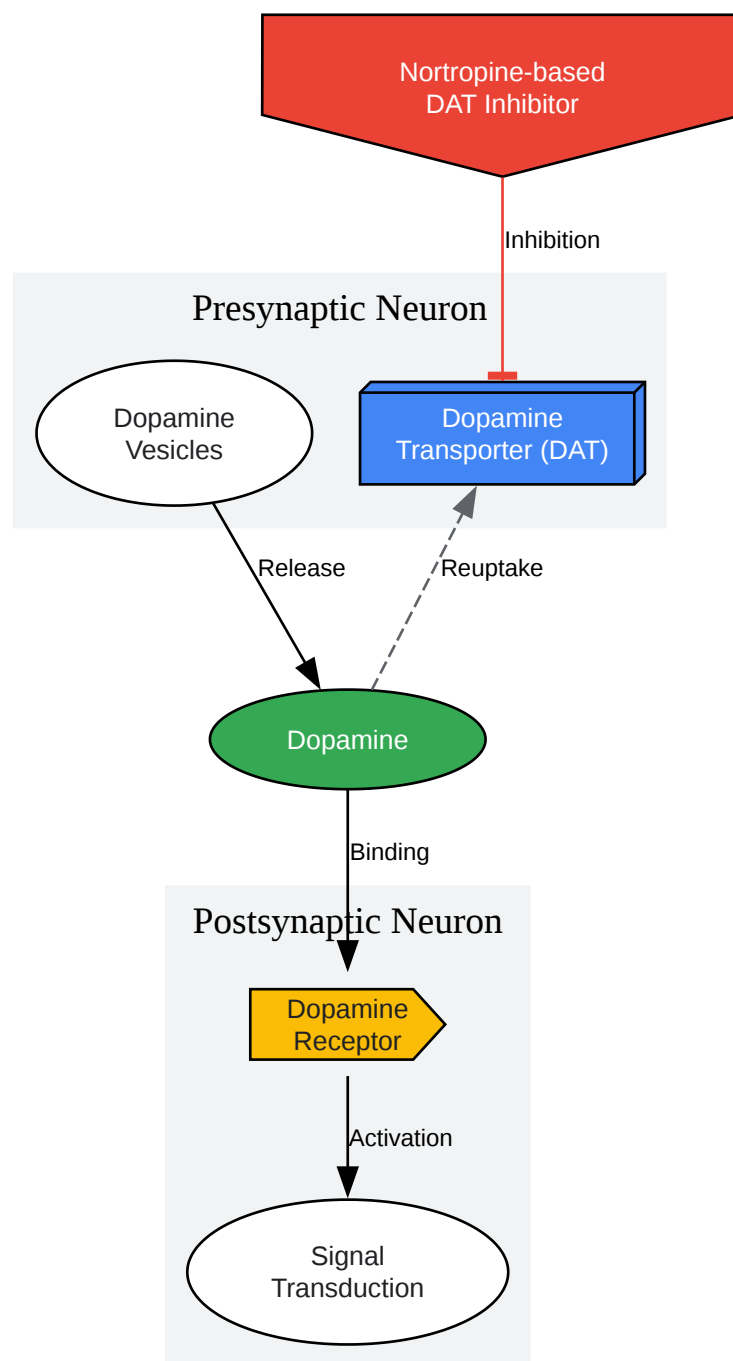 Nortropine-based
DAT Inhibitor
Inhibition
Presynaptic Neuron
Dopamine
Vesicles
Dopamine
Transporter (DAT)
Release
Reuptake
Dopamine
Binding
Postsynaptic Neuron
Dopamine
Receptor
Activation
Signal
Transduction